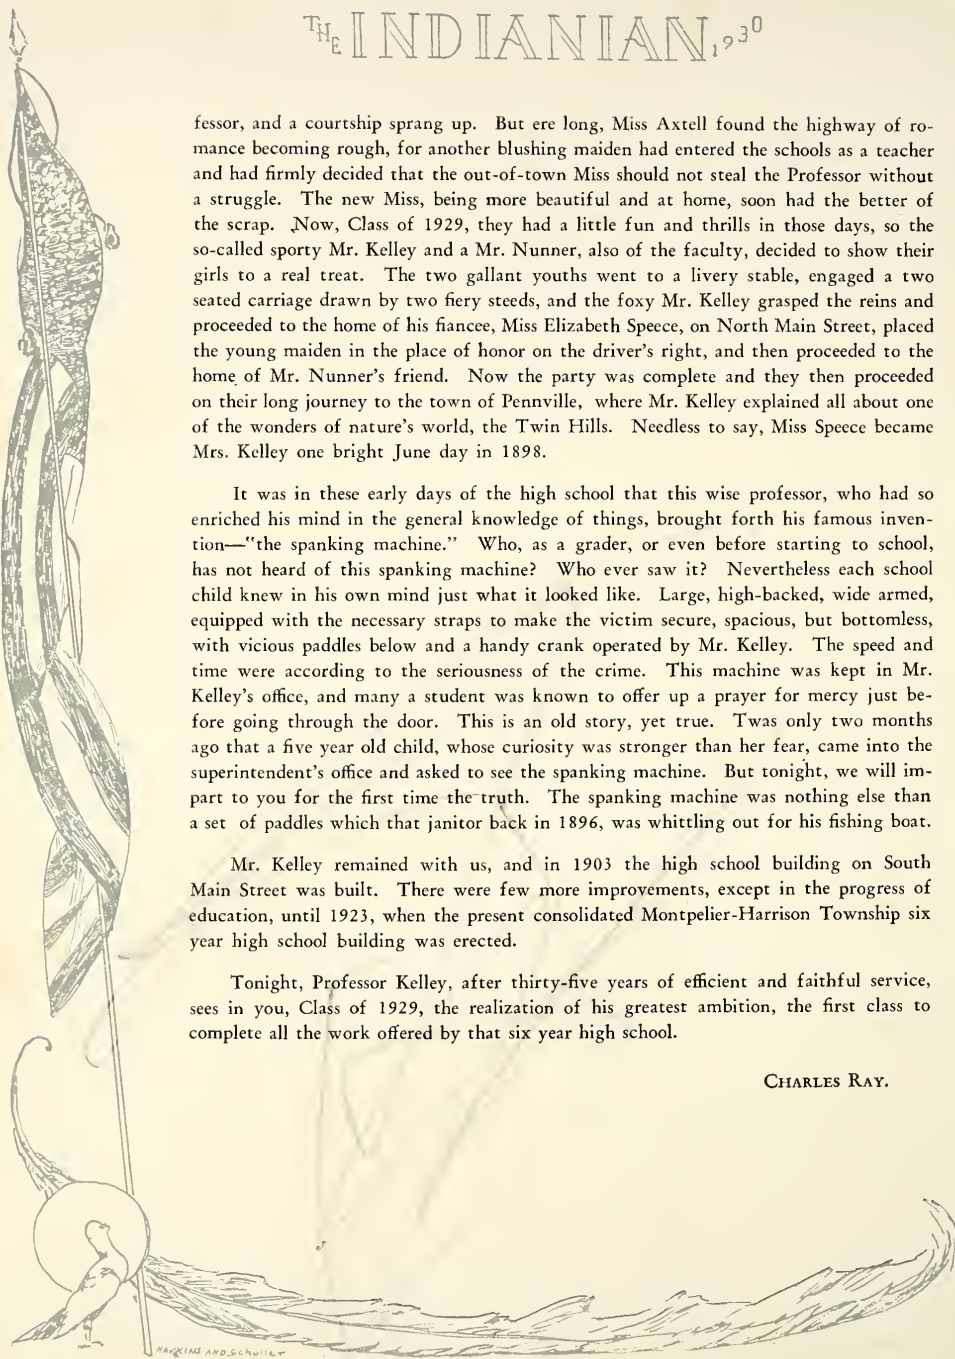 THE INDIANIAN 1930
fessor, and a courtship sprang up. But ere long, Miss Axtell found the highway of ro-
mance becoming rough, for another blushing maiden had entered the schools as a teacher
and had firmly decided that the out-of-town Miss should not steal the Professor without
a struggle. The new Miss, being more beautiful and at home, soon had the better of
the scrap. Now, Class of 1929, they had a little fun and thrills in those days, so the
so-called sporty Mr. Kelley and a Mr. Nunner, also of the faculty, decided to show their
girls to a real treat. The two gallant youths went to a livery stable, engaged a two
seated carriage drawn by two fiery steeds, and the foxy Mr. Kelley grasped the reins and
proceeded to the home of his fiancee, Miss Elizabeth Speece, on North Main Street, placed
the young maiden in the place of honor on the driver's right, and then proceeded to the
home of Mr. Nunner's friend. Now the party was complete and they then proceeded
on their long journey to the town of Pennville, where Mr. Kelley explained all about one
of the wonders of nature's world, the Twin Hills. Needless to say, Miss Speece became
Mrs. Kelley one bright June day in 1898.
It was in these early days of the high school that this wise professor, who had so
enriched his mind in the general knowledge of things, brought forth his famous inven-
tion—"the spanking machine." Who, as a grader, or even before starting to school,
has not heard of this spanking machine? Who ever saw it? Nevertheless each school
child knew in his own mind just what it looked like. Large, high-backed, wide armed,
equipped with the necessary straps to make the victim secure, spacious, but bottomless,
with vicious paddles below and a handy crank operated by Mr. Kelley. The speed and
time were according to the seriousness of the crime. This machine was kept in Mr.
Kelley's office, and many a student was known to offer up a prayer for mercy just be-
fore going through the door. This is an old story, yet true. Twas only two months
ago that a five year old child, whose curiosity was stronger than her fear, came into the
superintendent's office and asked to see the spanking machine. But tonight, we will im-
part to you for the first time the truth. The spanking machine was nothing else than
a set of paddles which that janitor back in 1896, was whittling out for his fishing boat.
Mr. Kelley remained with us, and in 1903 the high school building on South
Main Street was built. There were few more improvements, except in the progress of
education, until 1923, when the present consolidated Montpelier-Harrison Township six
year high school building was erected.
Tonight, Professor Kelley, after thirty-five years of efficient and faithful service,
sees in you, Class of 1929, the realization of his greatest ambition, the first class to
complete all the work offered by that six year high school.
CHARLES RAY.
HAWKINS AND Schuller